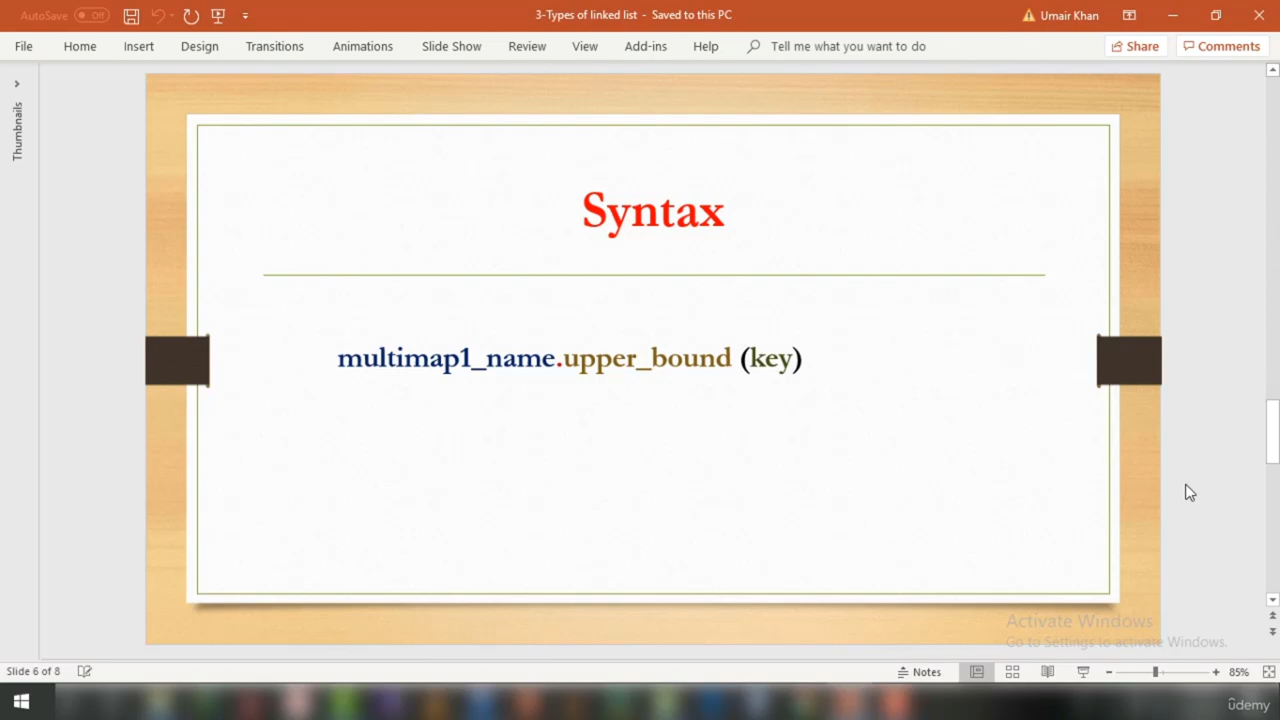 AutoSave Off 3-Types of linked list - Saved to this PC Umair Khan
File Home Insert Design Transitions Animations Slide Show Review View Add-ins Help Tell me what you want to do Share Comments
Thumbnails
Syntax
multimap1_name.upper_bound (key)
Activate Windows
Go to Settings to activate Windows.
Slide 6 of 8 Notes 85%
ûdemy